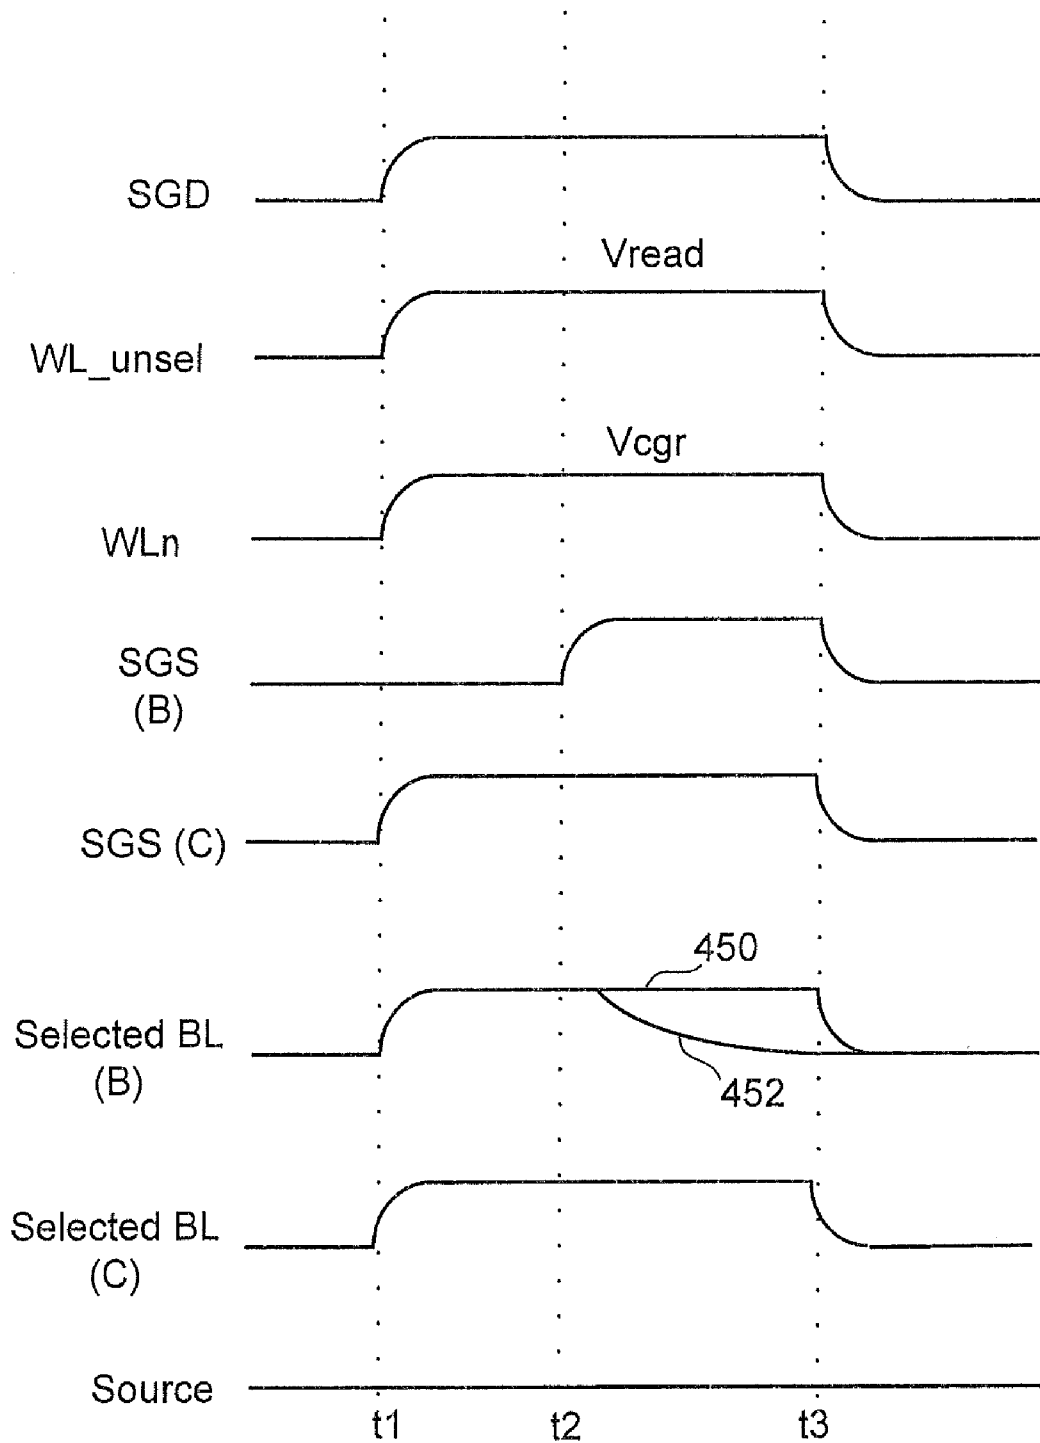 SGD
Vread
WL_unsel
Vcgr
WLn
SGS
(B)
SGS (C)
450
Selected BL
(B)
452
Selected BL
(C)
Source
t1
t2
t3